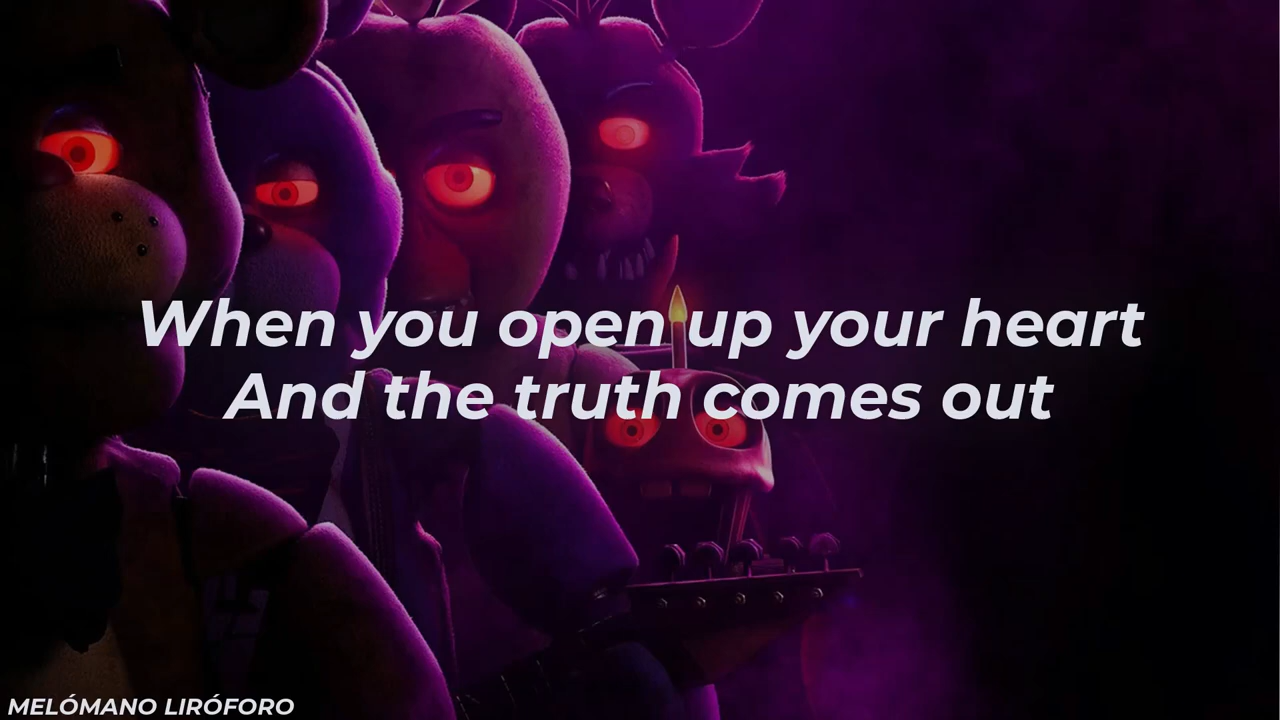 When you open up your heart
And the truth comes out
MELÓMANO LIRÓFORO